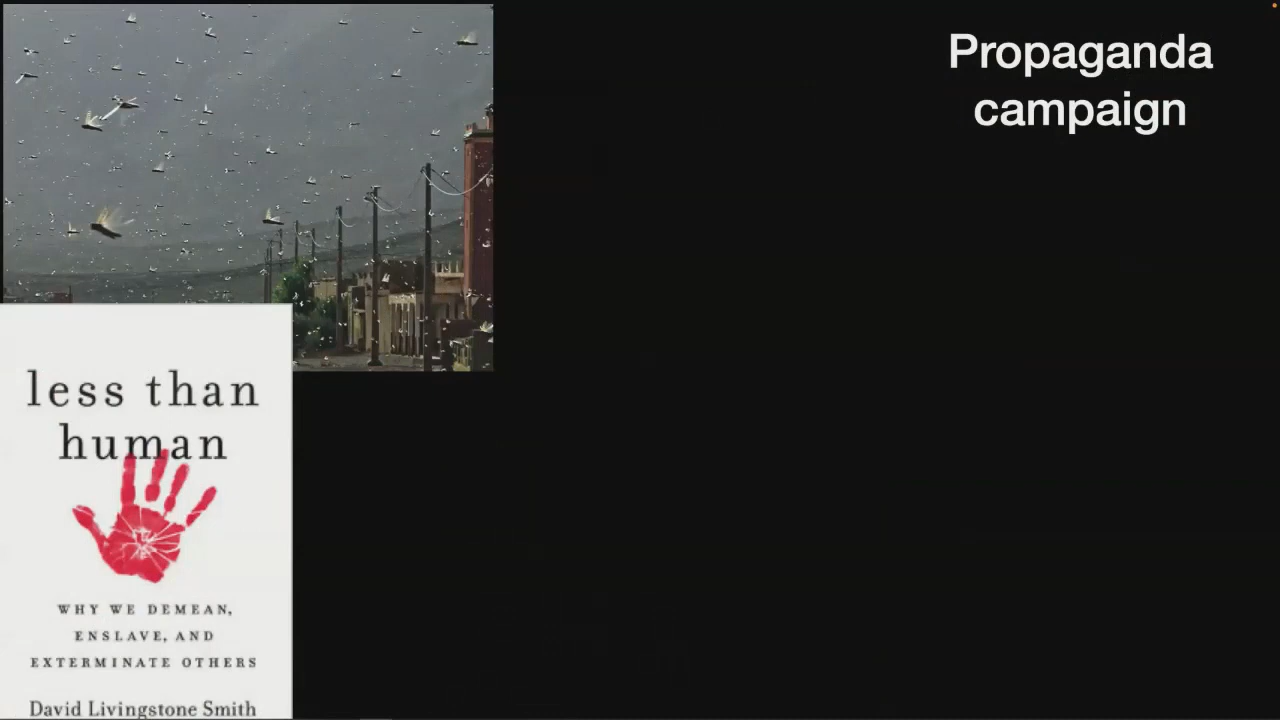 Propaganda
campaign
less than
human
WHY WE DEMEAN,
ENSLAVE, AND
EXTERMINATE OTHERS
David Livingstone Smith